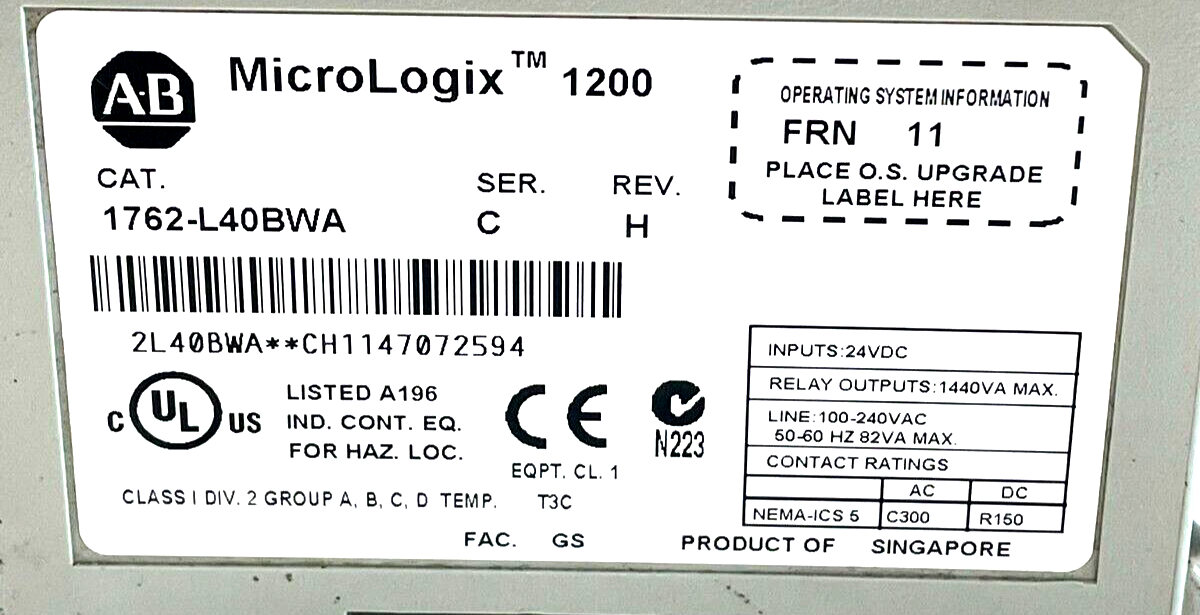 A-B
MicroLogix™ 1200
OPERATING SYSTEM INFORMATION
FRN 11
PLACE O.S. UPGRADE
LABEL HERE
CAT. SER. REV.
1762-L40BWA C H
2L40BWA**CH1147072594
C UL US
LISTED A196
IND. CONT. EQ.
FOR HAZ. LOC.
CE
EQPT. CL. 1
N223
CLASS I DIV. 2 GROUP A, B, C, D TEMP. T3C
FAC. GS
INPUTS:24VDC
RELAY OUTPUTS:1440VA MAX.
LINE:100-240VAC
50-60 HZ 82VA MAX.
CONTACT RATINGS
AC DC
NEMA-ICS 5 C300 R150
PRODUCT OF SINGAPORE